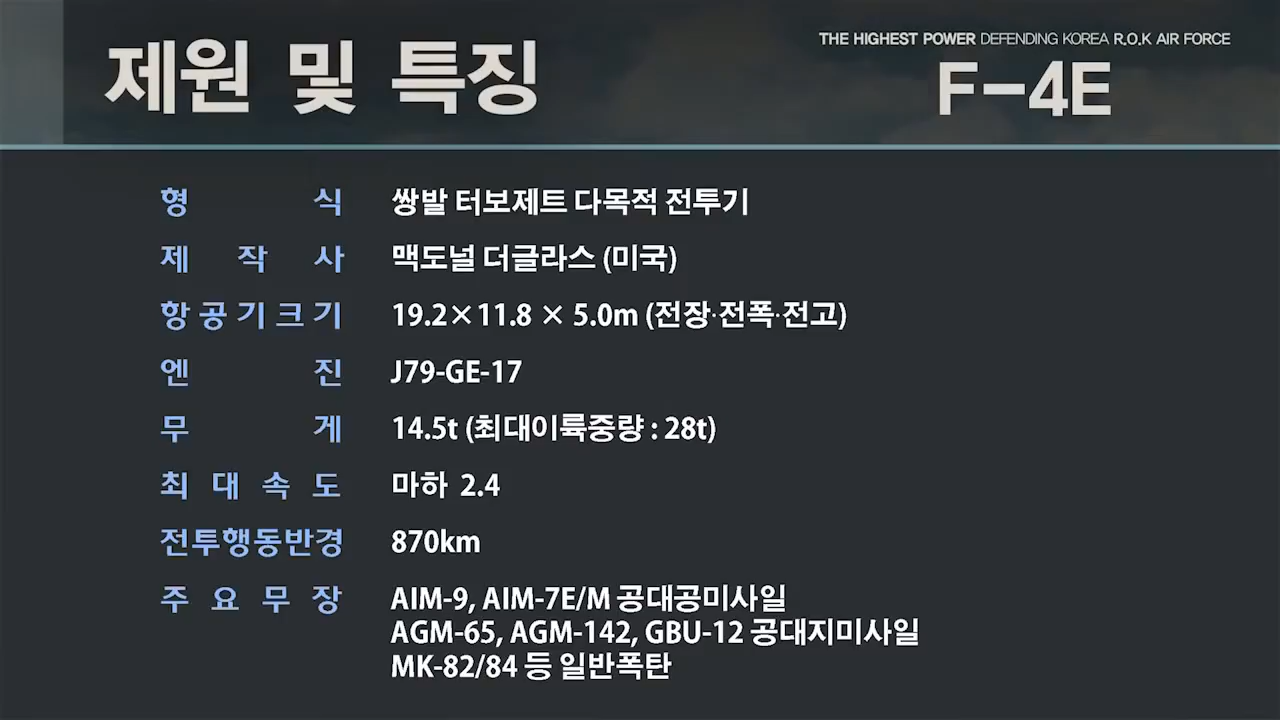 제원 및 특징
THE HIGHEST POWER DEFENDING KOREA R.O.K AIR FORCE
F-4E
형 식 쌍발 터보제트 다목적 전투기
제 작 사 맥도널 더글라스 (미국)
항공기크기 19.2×11.8 × 5.0m (전장·전폭·전고)
엔 진 J79-GE-17
무 게 14.5t (최대이륙중량 : 28t)
최 대 속 도 마하 2.4
전투행동반경 870km
주 요 무 장 AIM-9, AIM-7E/M 공대공미사일
AGM-65, AGM-142, GBU-12 공대지미사일
MK-82/84 등 일반폭탄